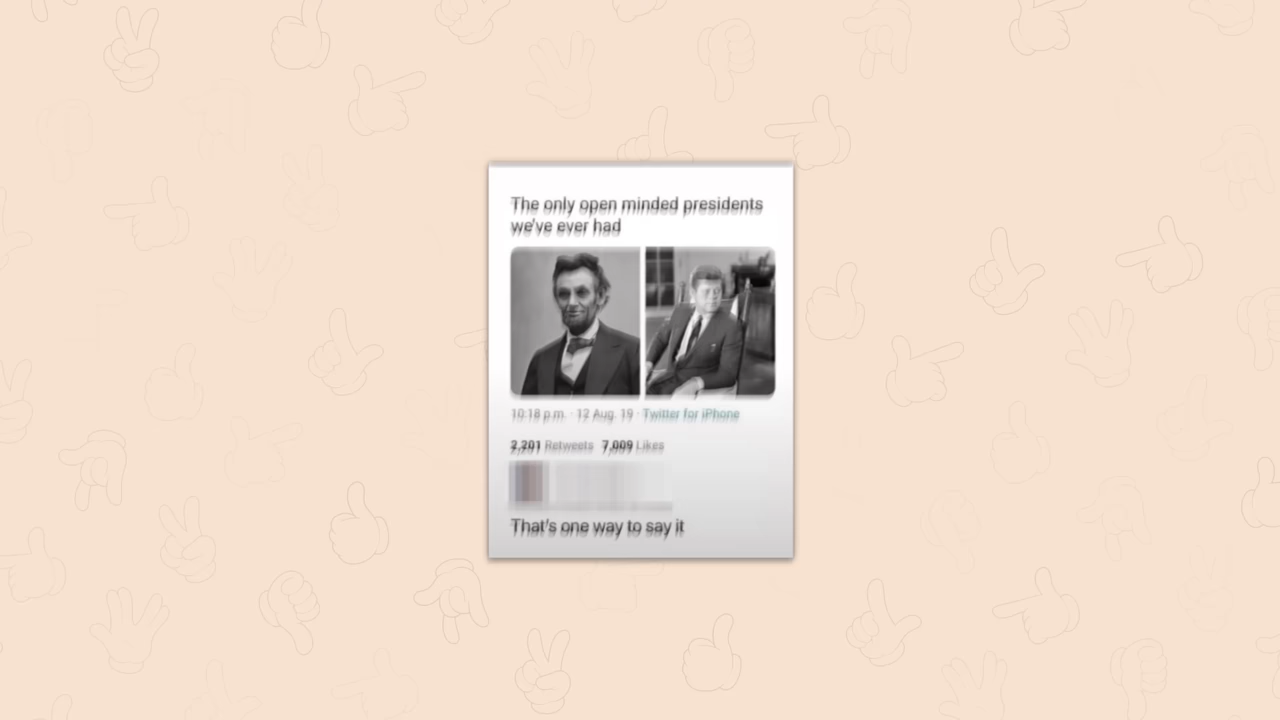 The only open minded presidents
we've ever had
10:18 p.m. · 12 Aug. 19 · Twitter for iPhone
2,201 Retweets 7,009 Likes
That's one way to say it